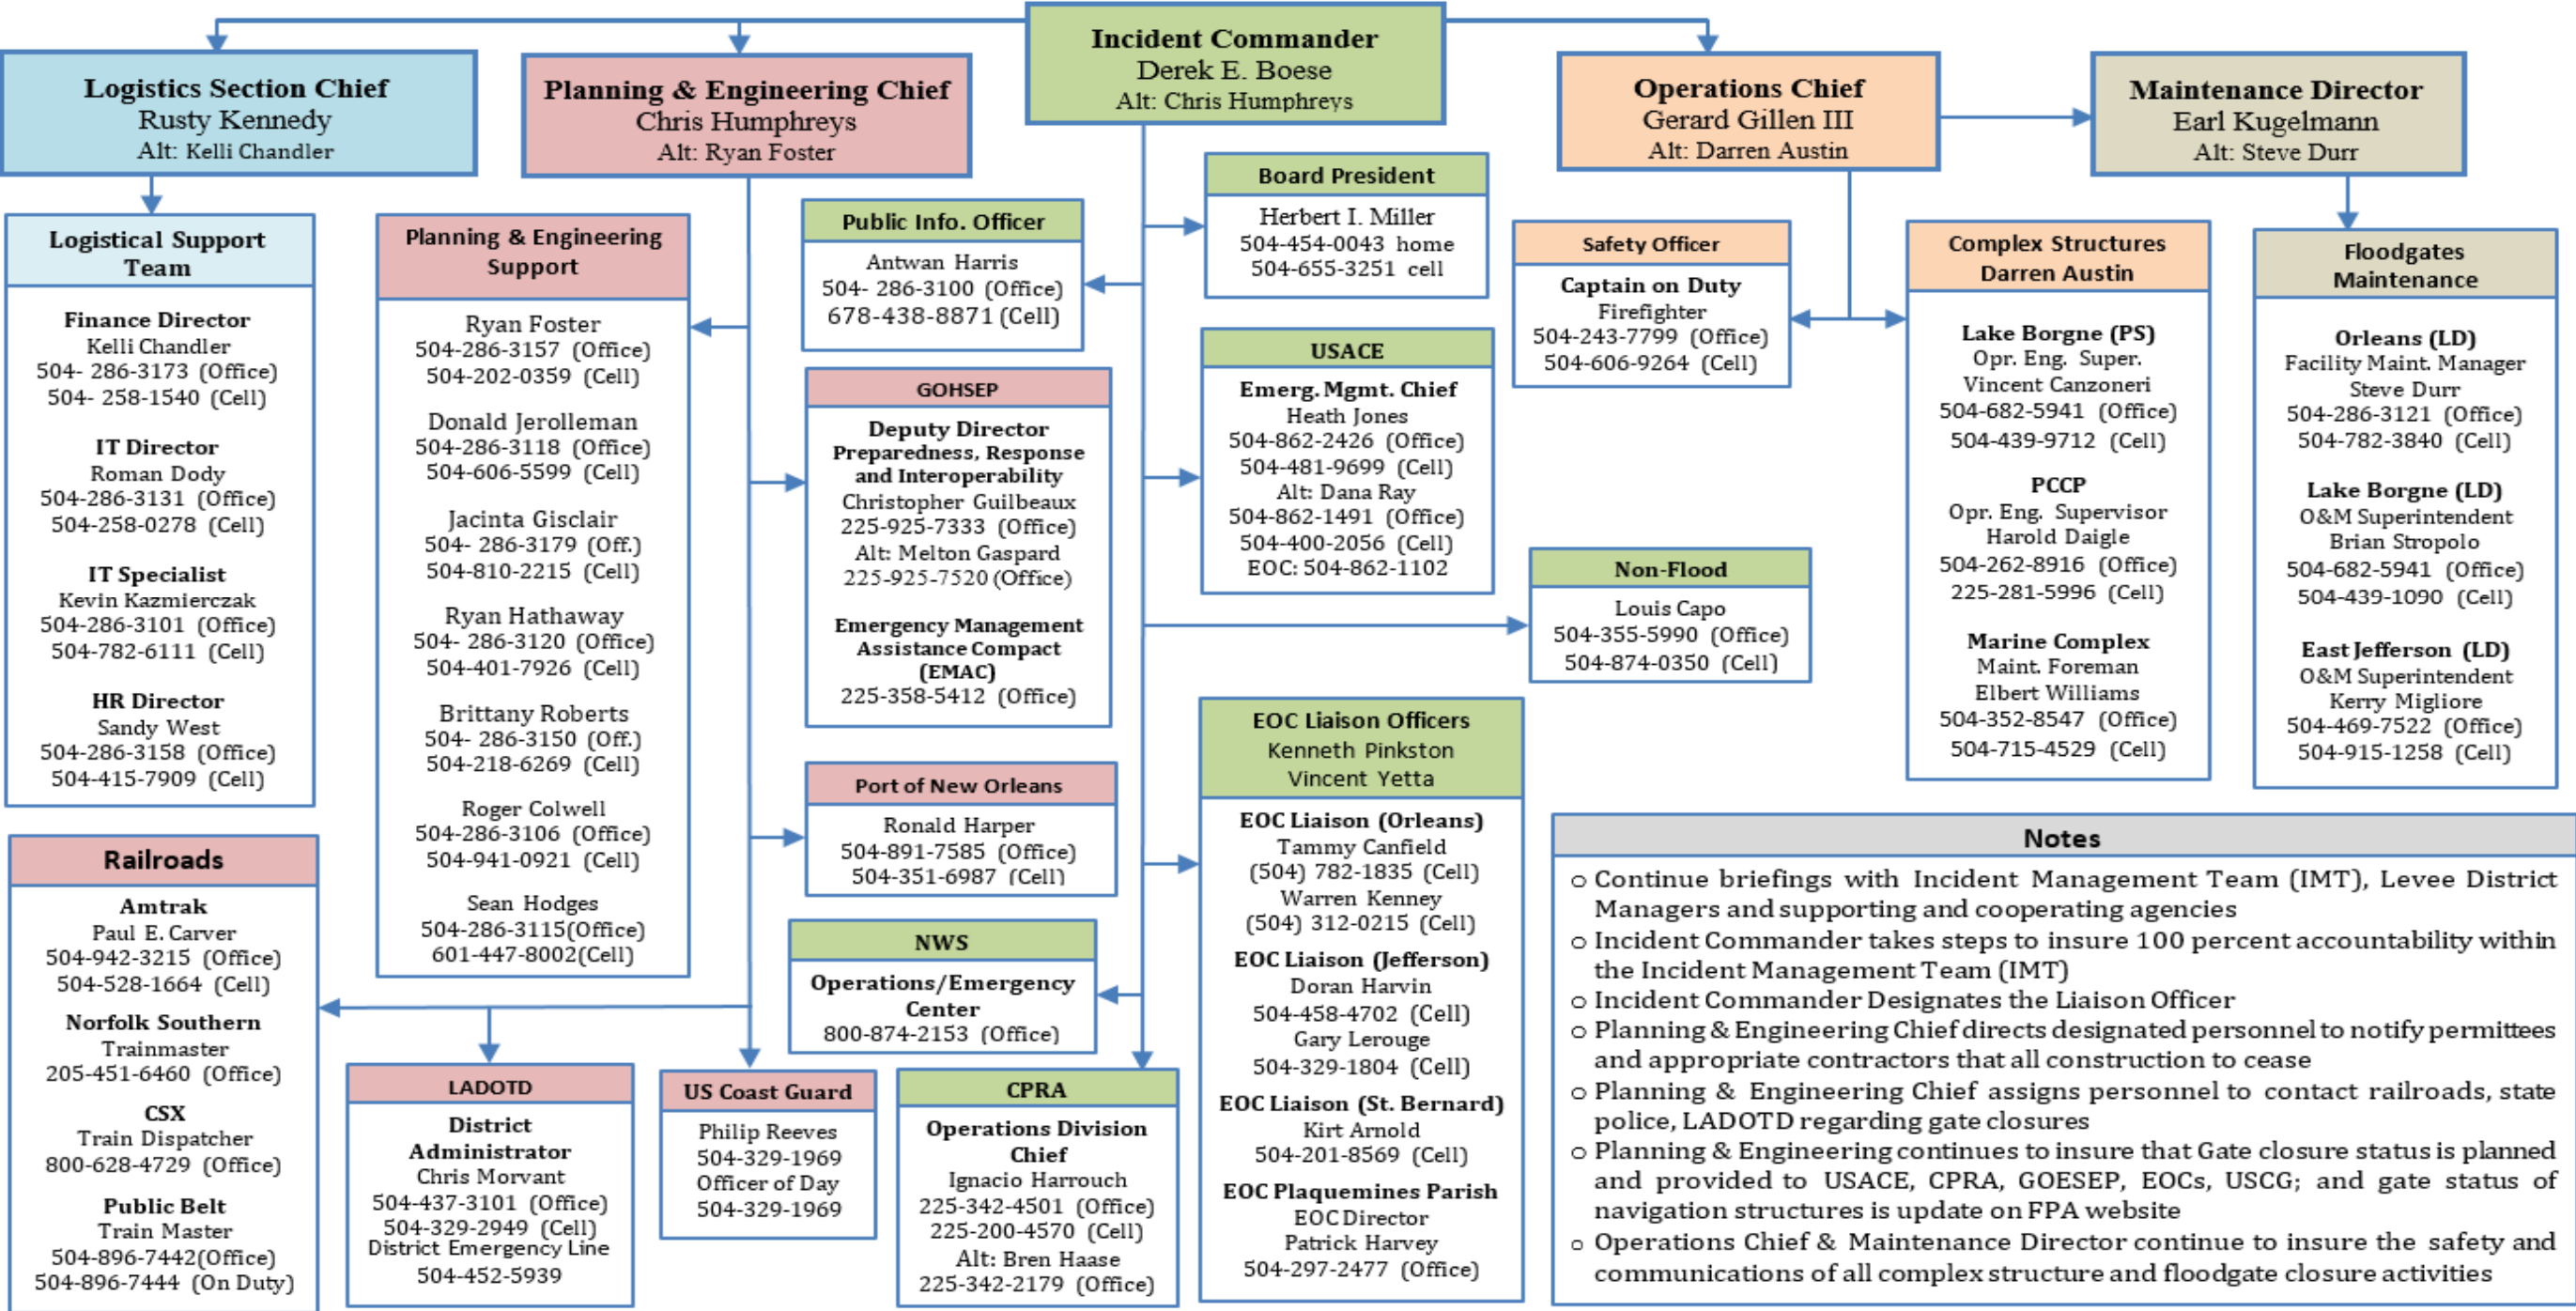 Incident Commander
Derek E. Boese
Alt: Chris Humphreys
Logistics Section Chief
Rusty Kennedy
Alt: Kelli Chandler
Planning & Engineering Chief
Chris Humphreys
Alt: Ryan Foster
Operations Chief
Gerard Gillen III
Alt: Darren Austin
Maintenance Director
Earl Kugelmann
Alt: Steve Durr
Logistical Support
Team
Finance Director
Kelli Chandler
504- 286-3173 (Office)
504- 258-1540 (Cell)
IT Director
Roman Dody
504-286-3131 (Office)
504-258-0278 (Cell)
IT Specialist
Kevin Kazmierczak
504-286-3101 (Office)
504-782-6111 (Cell)
HR Director
Sandy West
504-286-3158 (Office)
504-415-7909 (Cell)
Railroads
Amtrak
Paul E. Carver
504-942-3215 (Office)
504-528-1664 (Cell)
Norfolk Southern
Trainmaster
205-451-6460 (Office)
CSX
Train Dispatcher
800-628-4729 (Office)
Public Belt
Train Master
504-896-7442(Office)
504-896-7444 (On Duty)
Planning & Engineering
Support
Ryan Foster
504-286-3157 (Office)
504-202-0359 (Cell)
Donald Jerolleman
504-286-3118 (Office)
504-606-5599 (Cell)
Jacinta Gisclair
504- 286-3179 (Off.)
504-810-2215 (Cell)
Ryan Hathaway
504- 286-3120 (Office)
504-401-7926 (Cell)
Brittany Roberts
504- 286-3150 (Off.)
504-218-6269 (Cell)
Roger Colwell
504-286-3106 (Office)
504-941-0921 (Cell)
Sean Hodges
504-286-3115(Office)
601-447-8002(Cell)
LADOTD
District
Administrator
Chris Morvant
504-437-3101 (Office)
504-329-2949 (Cell)
District Emergency Line
504-452-5939
US Coast Guard
Philip Reeves
504-329-1969
Officer of Day
504-329-1969
Public Info. Officer
Antwan Harris
504- 286-3100 (Office)
678-438-8871 (Cell)
GOHSEP
Deputy Director
Preparedness, Response
and Interoperability
Christopher Guilbeaux
225-925-7333 (Office)
Alt: Melton Gaspard
225-925-7520 (Office)
Emergency Management
Assistance Compact
(EMAC)
225-358-5412 (Office)
Port of New Orleans
Ronald Harper
504-891-7585 (Office)
504-351-6987 (Cell)
NWS
Operations/Emergency
Center
800-874-2153 (Office)
CPRA
Operations Division
Chief
Ignacio Harrouch
225-342-4501 (Office)
225-200-4570 (Cell)
Alt: Bren Haase
225-342-2179 (Office)
Board President
Herbert I. Miller
504-454-0043 home
504-655-3251 cell
USACE
Emerg. Mgmt. Chief
Heath Jones
504-862-2426 (Office)
504-481-9699 (Cell)
Alt: Dana Ray
504-862-1491 (Office)
504-400-2056 (Cell)
EOC: 504-862-1102
EOC Liaison Officers
Kenneth Pinkston
Vincent Yetta
EOC Liaison (Orleans)
Tammy Canfield
(504) 782-1835 (Cell)
Warren Kenney
(504) 312-0215 (Cell)
EOC Liaison (Jefferson)
Doran Harvin
504-458-4702 (Cell)
Gary Lerouge
504-329-1804 (Cell)
EOC Liaison (St. Bernard)
Kirt Arnold
504-201-8569 (Cell)
EOC Plaquemines Parish
EOC Director
Patrick Harvey
504-297-2477 (Office)
Safety Officer
Captain on Duty
Firefighter
504-243-7799 (Office)
504-606-9264 (Cell)
Non-Flood
Louis Capo
504-355-5990 (Office)
504-874-0350 (Cell)
Complex Structures
Darren Austin
Lake Borgne (PS)
Opr. Eng. Super.
Vincent Canzoneri
504-682-5941 (Office)
504-439-9712 (Cell)
PCCP
Opr. Eng. Supervisor
Harold Daigle
504-262-8916 (Office)
225-281-5996 (Cell)
Marine Complex
Maint. Foreman
Elbert Williams
504-352-8547 (Office)
504-715-4529 (Cell)
Floodgates
Maintenance
Orleans (LD)
Facility Maint. Manager
Steve Durr
504-286-3121 (Office)
504-782-3840 (Cell)
Lake Borgne (LD)
O&M Superintendent
Brian Stropolo
504-682-5941 (Office)
504-439-1090 (Cell)
East Jefferson (LD)
O&M Superintendent
Kerry Migliore
504-469-7522 (Office)
504-915-1258 (Cell)
Notes
o Continue briefings with Incident Management Team (IMT), Levee District
Managers and supporting and cooperating agencies
o Incident Commander takes steps to insure 100 percent accountability within
the Incident Management Team (IMT)
o Incident Commander Designates the Liaison Officer
o Planning & Engineering Chief directs designated personnel to notify permittees
and appropriate contractors that all construction to cease
o Planning & Engineering Chief assigns personnel to contact railroads, state
police, LADOTD regarding gate closures
o Planning & Engineering continues to insure that Gate closure status is planned
and provided to USACE, CPRA, GOESEP, EOCs, USCG; and gate status of
navigation structures is update on FPA website
o Operations Chief & Maintenance Director continue to insure the safety and
communications of all complex structure and floodgate closure activities